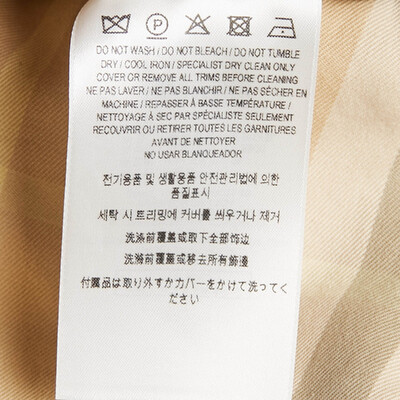 DO NOT WASH / DO NOT BLEACH / DO NOT TUMBLE
DRY / COOL IRON / SPECIALIST DRY CLEAN ONLY
COVER OR REMOVE ALL TRIMS BEFORE CLEANING
NE PAS LAVER / NE PAS BLANCHIR / NE PAS SÉCHER EN
MACHINE / REPASSER À BASSE TEMPÉRATURE /
NETTOYAGE À SEC PAR SPÉCIALISTE SEULEMENT
RECOUVRIR OU RETIRER TOUTES LES GARNITURES
AVANT DE NETTOYER
NO USAR BLANQUEADOR
전기용품 및 생활용품 안전관리법에 의한
품질표시
세탁 시 트리밍에 커버를 씌우거나 제거
洗涤前覆盖或取下全部饰边
洗滌前覆蓋或移去所有飾邊
付属品は取り外すかカバーをかけて洗ってく
ださい